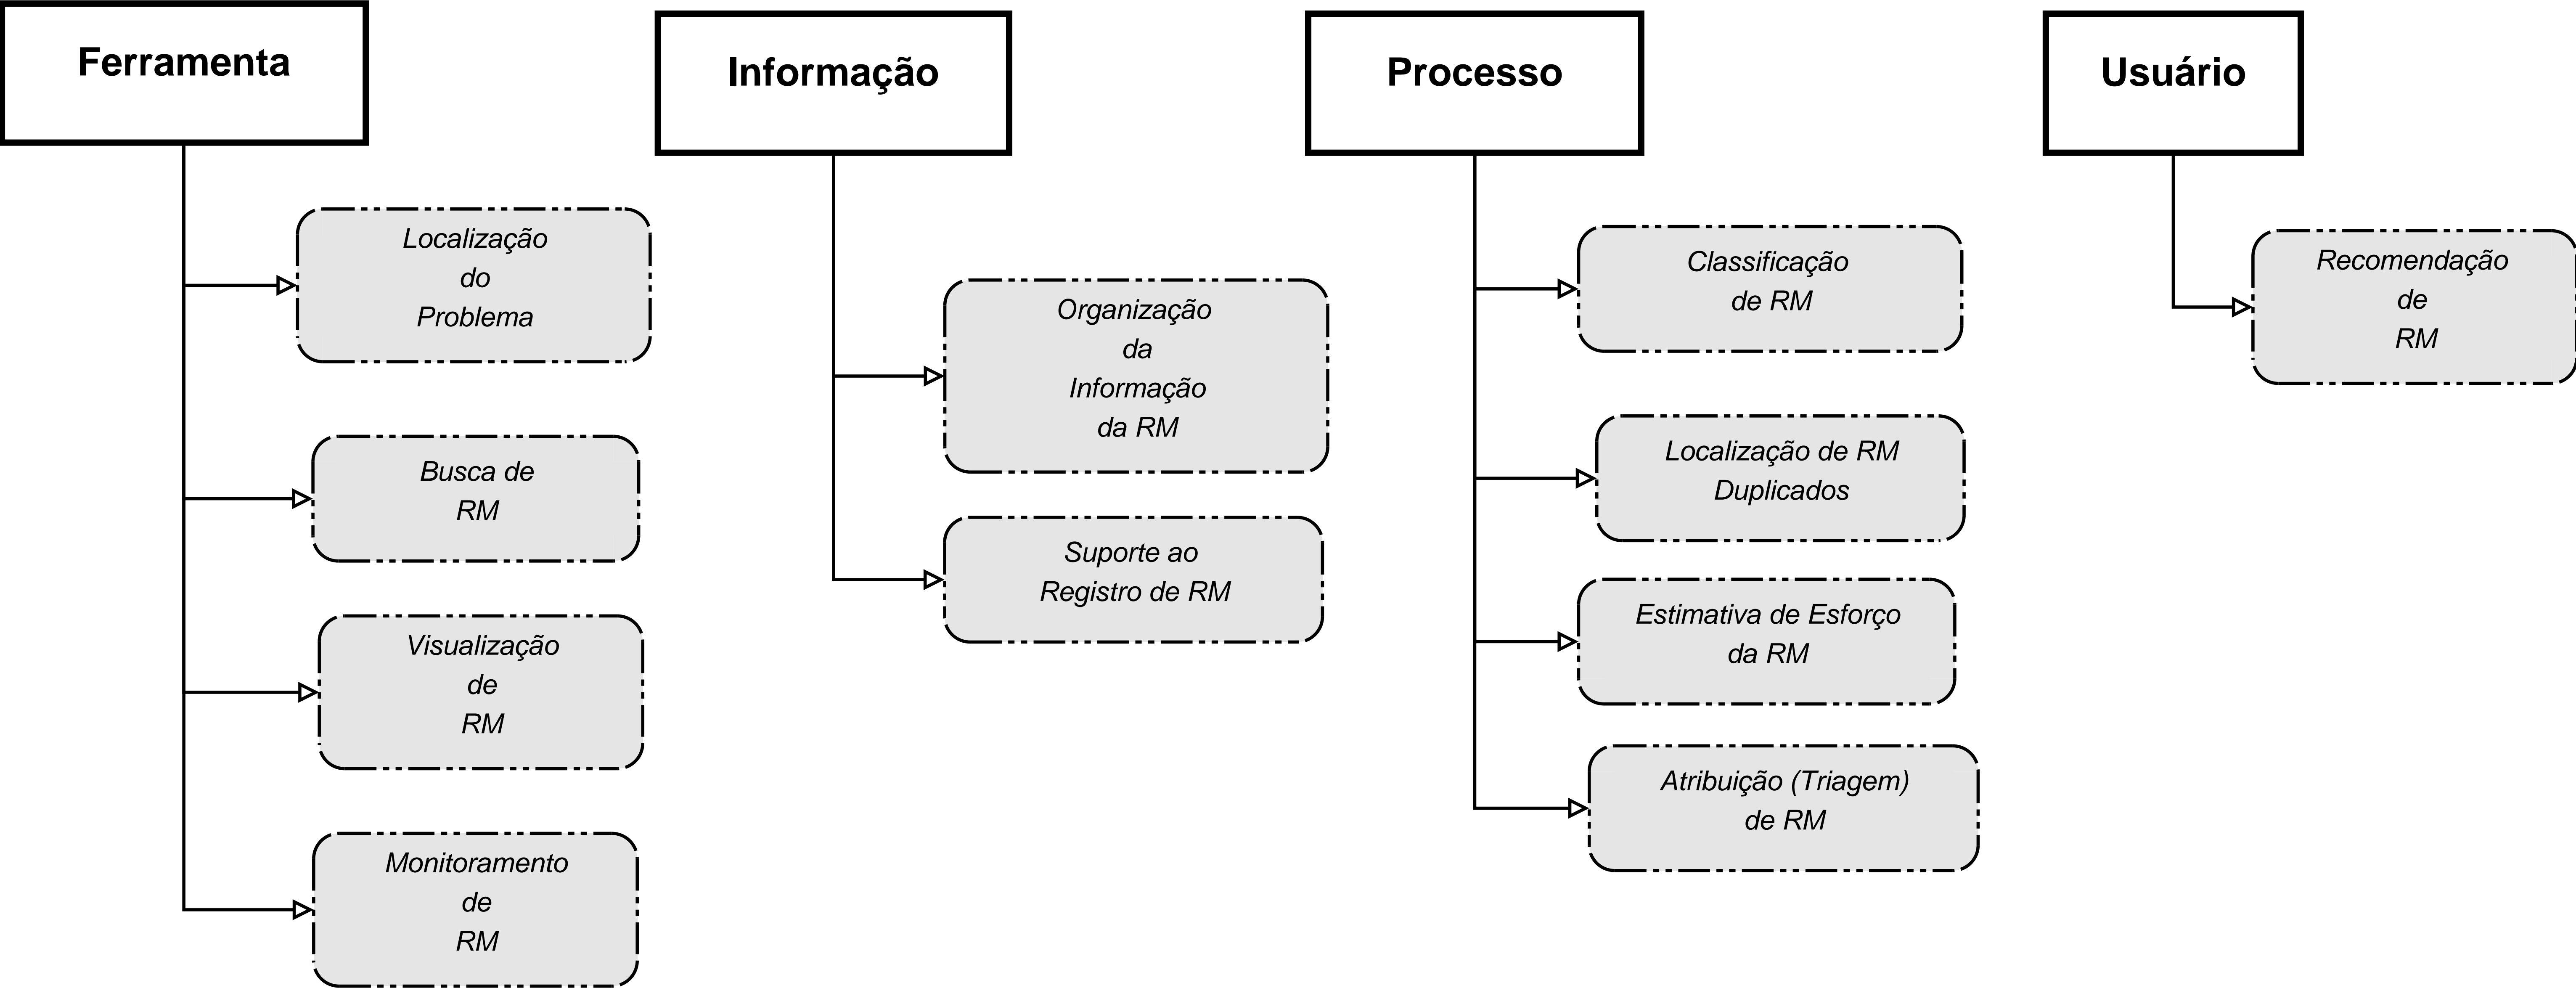 Ferramenta
Localização
do
Problema
Busca de
RM
Visualização
de
RM
Monitoramento
de
RM
Informação
Organização
da
Informação
da RM
Suporte ao
Registro de RM
Processo
Classificação
de RM
Localização de RM
Duplicados
Estimativa de Esforço
da RM
Atribuição (Triagem)
de RM
Usuário
Recomendação
de
RM